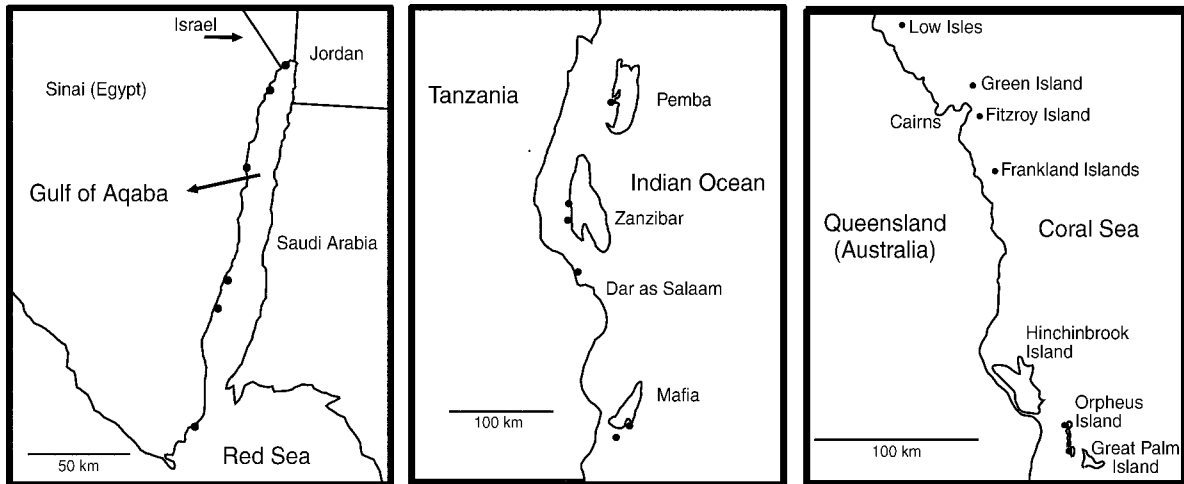 Israel
Jordan
Sinai (Egypt)
Gulf of Aqaba
Saudi Arabia
50 km
Red Sea
Tanzania
Pemba
Indian Ocean
Zanzibar
Dar as Salaam
Mafia
100 km
Low Isles
Green Island
Cairns
Fitzroy Island
Frankland Islands
Queensland
(Australia)
Coral Sea
Hinchinbrook
Island
Orpheus
Island
100 km
Great Palm
Island